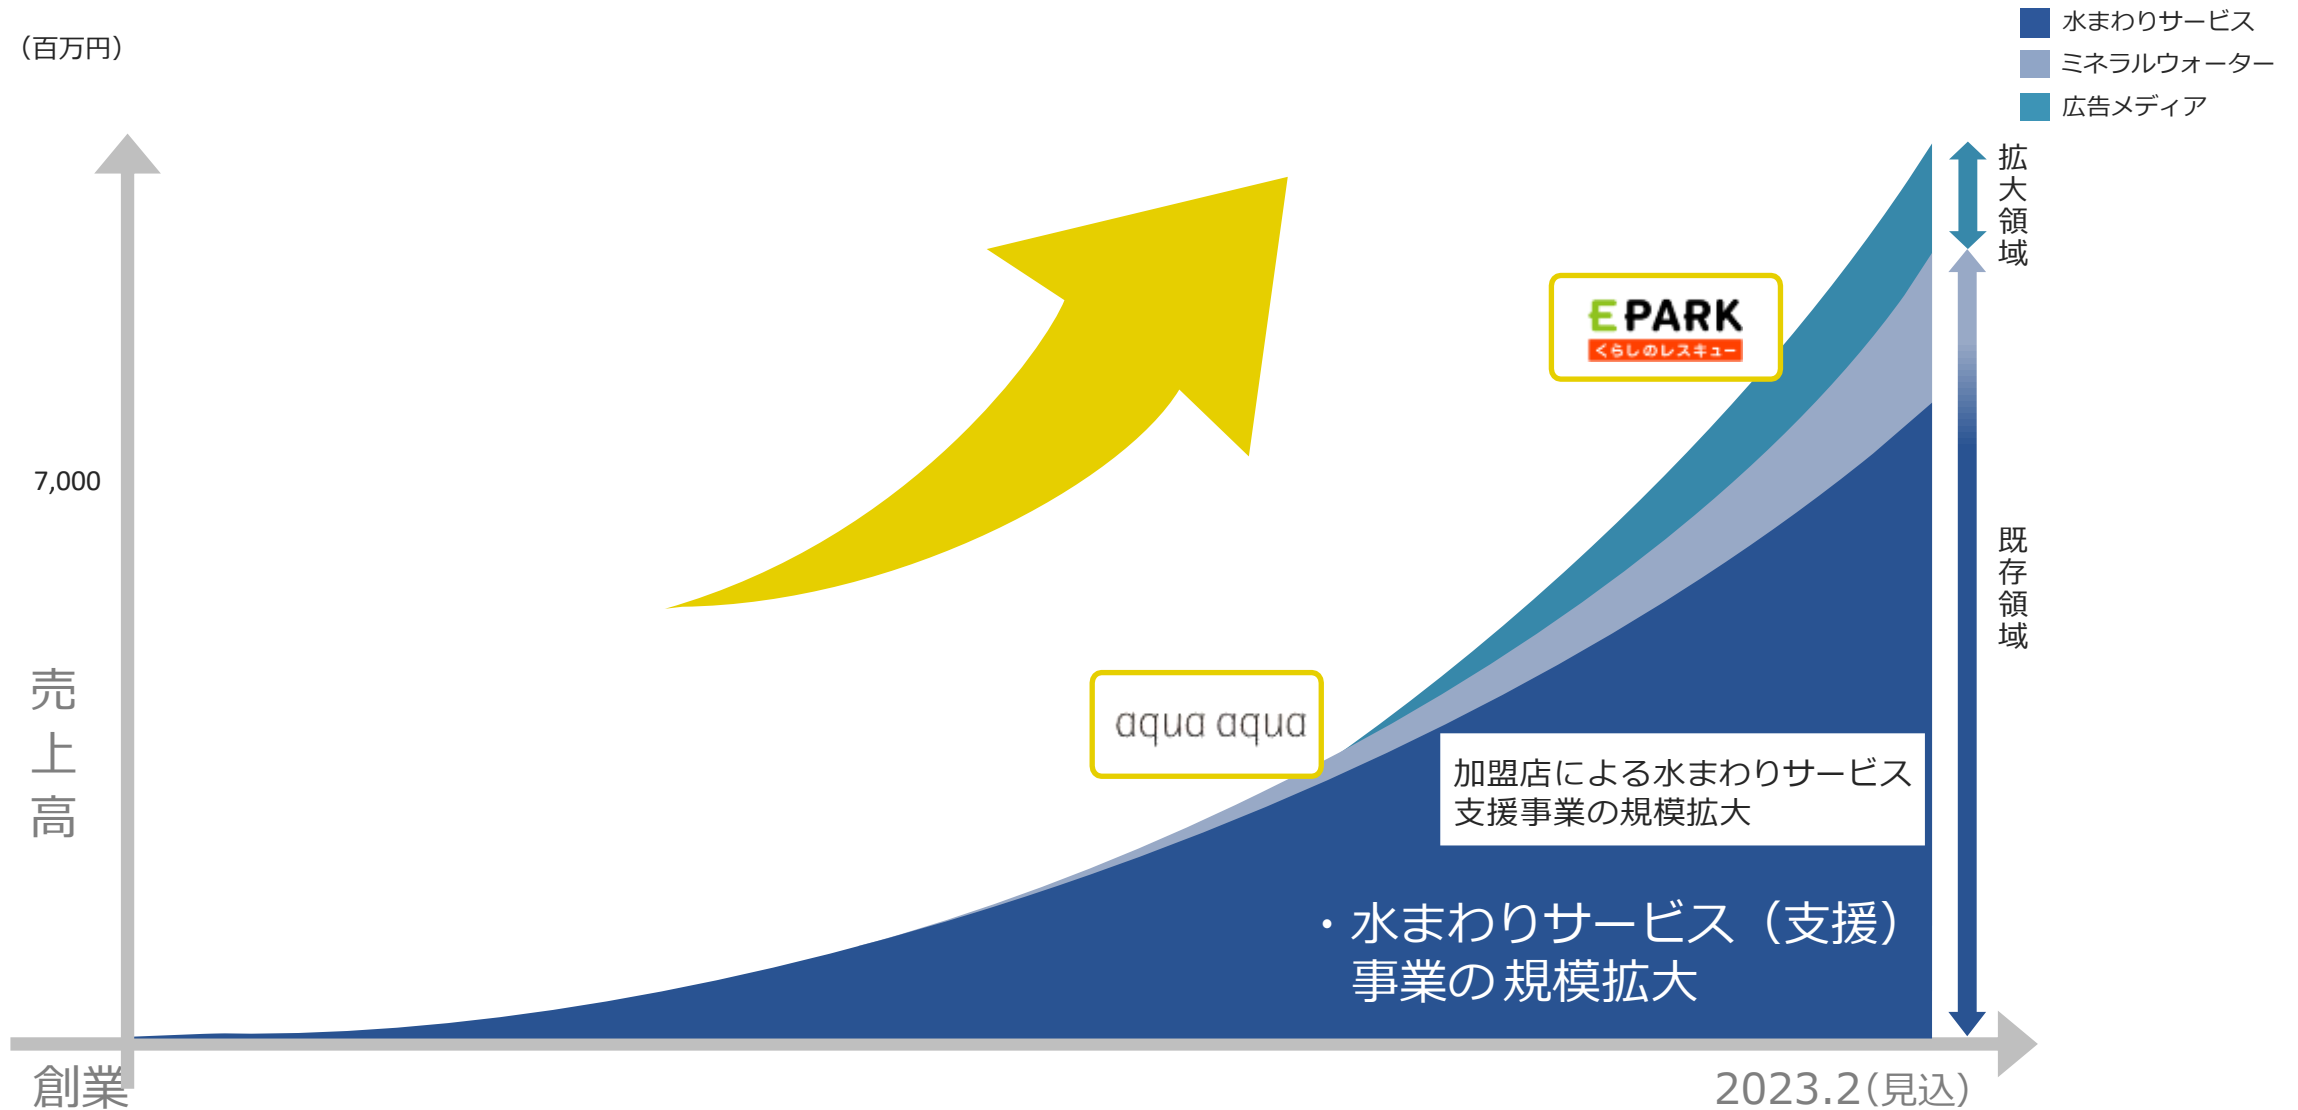 （百万円）
水まわりサービス
ミネラルウォーター
広告メディア
拡大領域
EPARK
くらしのレスキュー
7,000
既存領域
売上高
aqua aqua
加盟店による水まわりサービス
支援事業の規模拡大
・水まわりサービス（支援）
事業の規模拡大
創業
2023.2（見込）